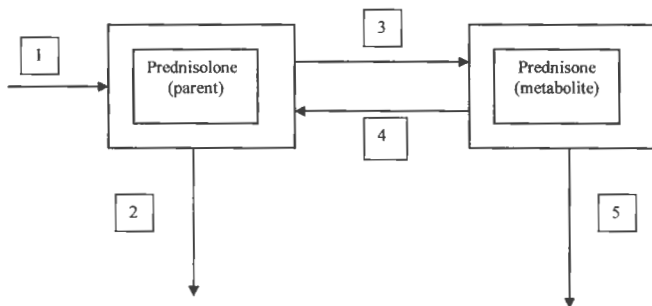 1
3
Prednisolone
(parent)
Prednisone
(metabolite)
4
2
5